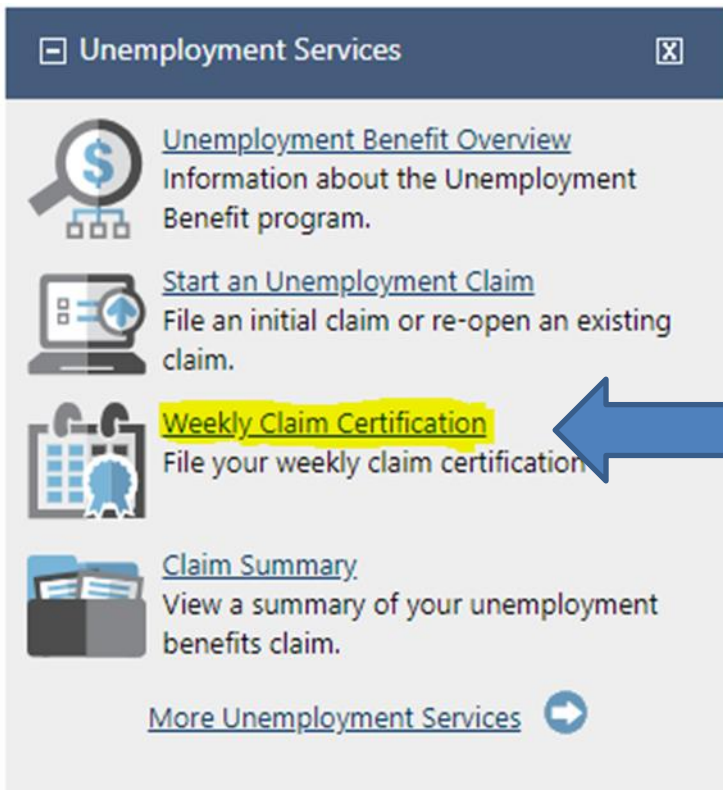 Unemployment Services
Unemployment Benefit Overview
Information about the Unemployment
Benefit program.
Start an Unemployment Claim
File an initial claim or re-open an existing
claim.
Weekly Claim Certification
File your weekly claim certification
Claim Summary
View a summary of your unemployment
benefits claim.
More Unemployment Services